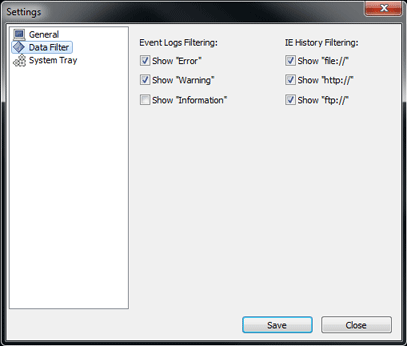 Settings
General
Data Filter
System Tray
Event Logs Filtering:
Show "Error"
Show "Warning"
Show "Information"
IE History Filtering:
Show "file://"
Show "http://"
Show "ftp://"
Save
Close